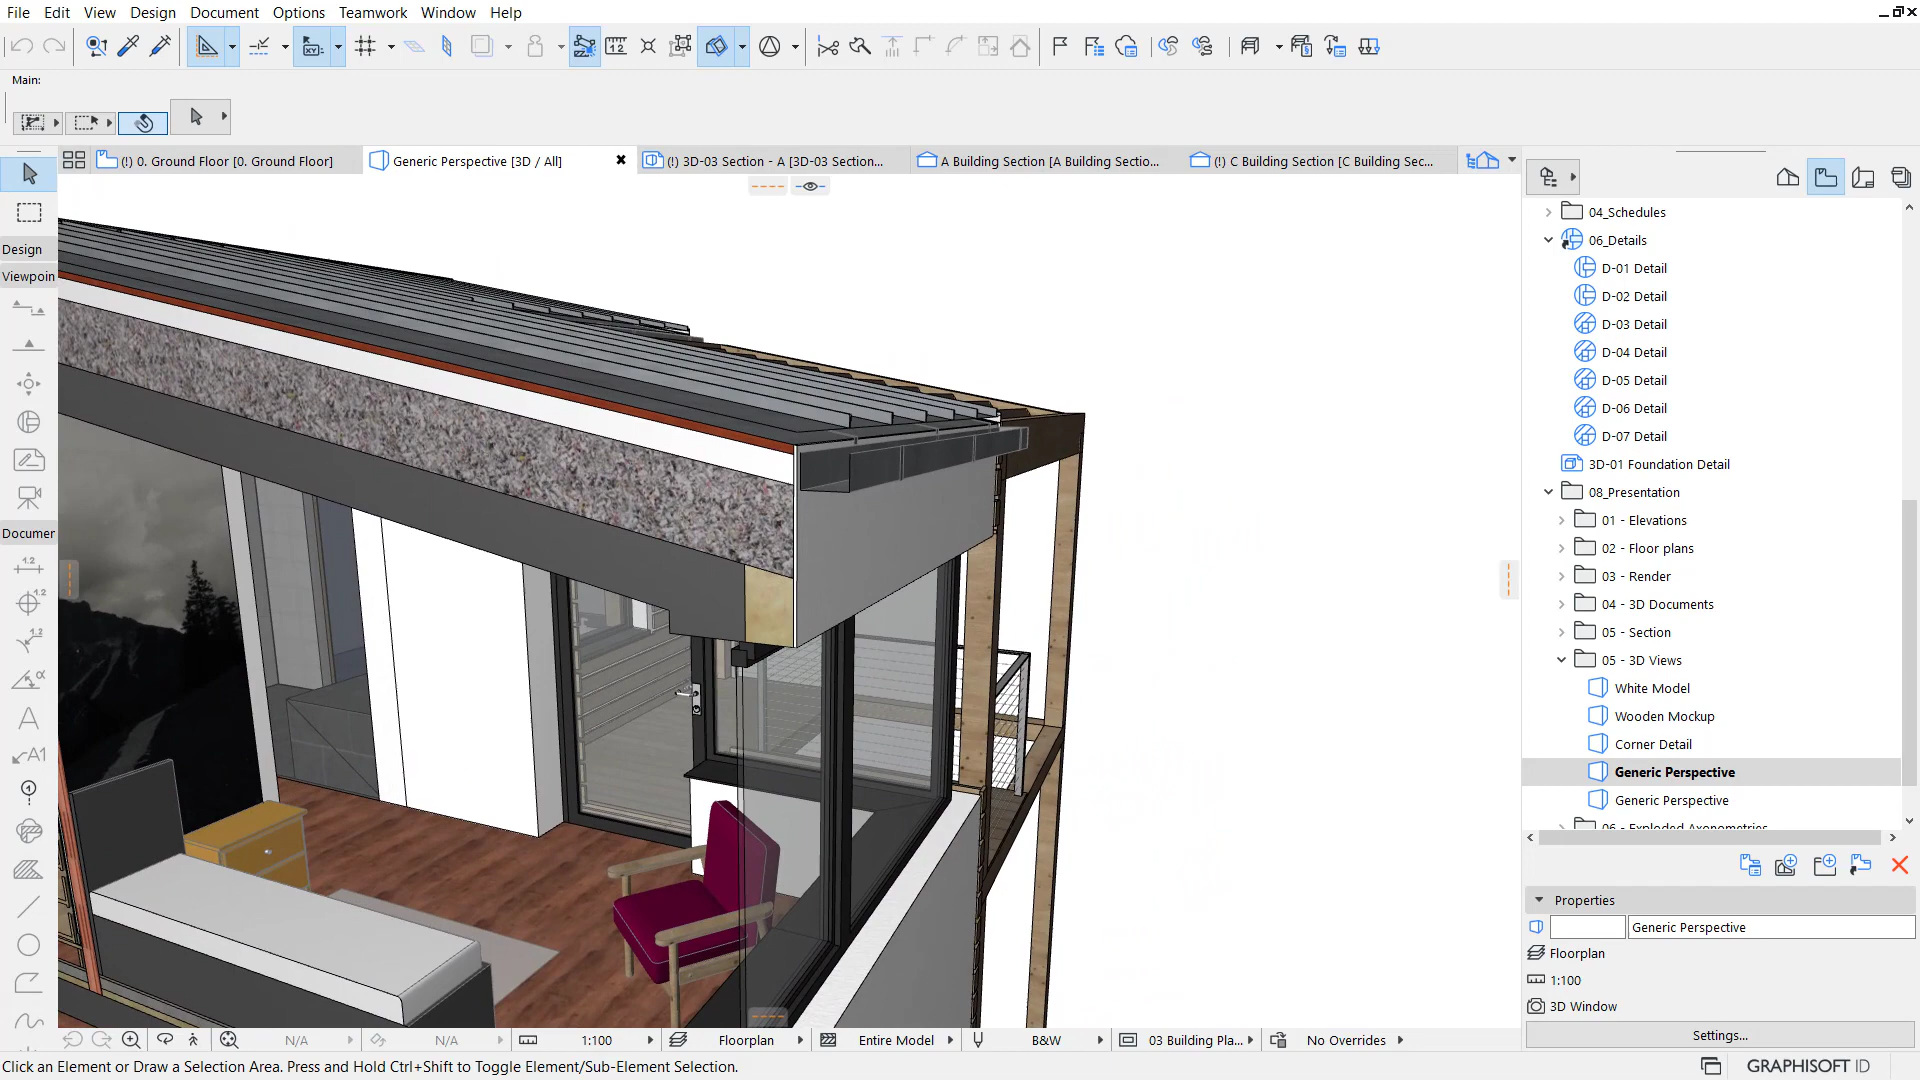 File Edit View Design Document Options Teamwork Window Help
Main:
(!) 0. Ground Floor [0. Ground Floor]
Generic Perspective [3D / All]
(!) 3D-03 Section - A [3D-03 Section...
A Building Section [A Building Sectio...
(!) C Building Section [C Building Sec...
Design
Viewpoin
Documer
04_Schedules
06_Details
D-01 Detail
D-02 Detail
D-03 Detail
D-04 Detail
D-05 Detail
D-06 Detail
D-07 Detail
3D-01 Foundation Detail
08_Presentation
01 - Elevations
02 - Floor plans
03 - Render
04 - 3D Documents
05 - Section
05 - 3D Views
White Model
Wooden Mockup
Corner Detail
Generic Perspective
Generic Perspective
06 - Exploded Axonometries
Properties
Generic Perspective
Floorplan
1:100
3D Window
Settings...
N/A N/A 1:100 Floorplan Entire Model B&W 03 Building Pla... No Overrides
Click an Element or Draw a Selection Area. Press and Hold Ctrl+Shift to Toggle Element/Sub-Element Selection.
GRAPHISOFT ID